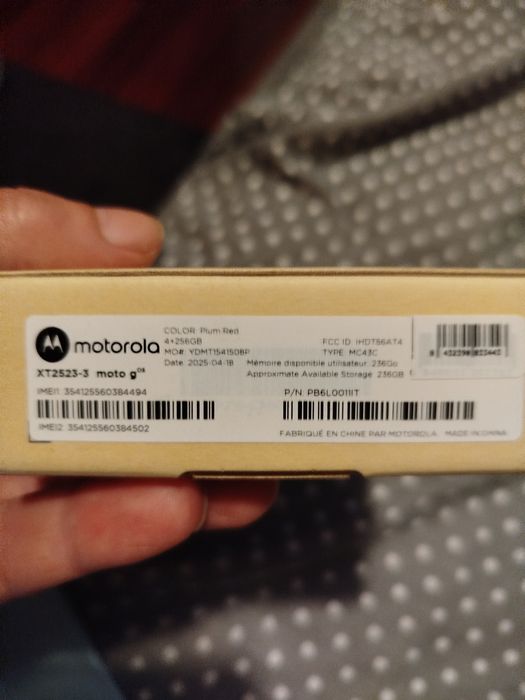 motorola
XT2523-3 moto g05
COLOR: Plum Red
4+256GB
MO#: YDMT1541508P
Date: 2025-04-18
FCC ID: IHDT56AT4
TYPE: MC43C
Mémoire disponible utilisateur: 236Go
Approximate Available Storage: 236GB
IMEI1: 354125560384494
P/N: PB6L0011IT
IMEI2: 354125560384502
FABRIQUÉ EN CHINE PAR MOTOROLA. MADE IN CHINA.